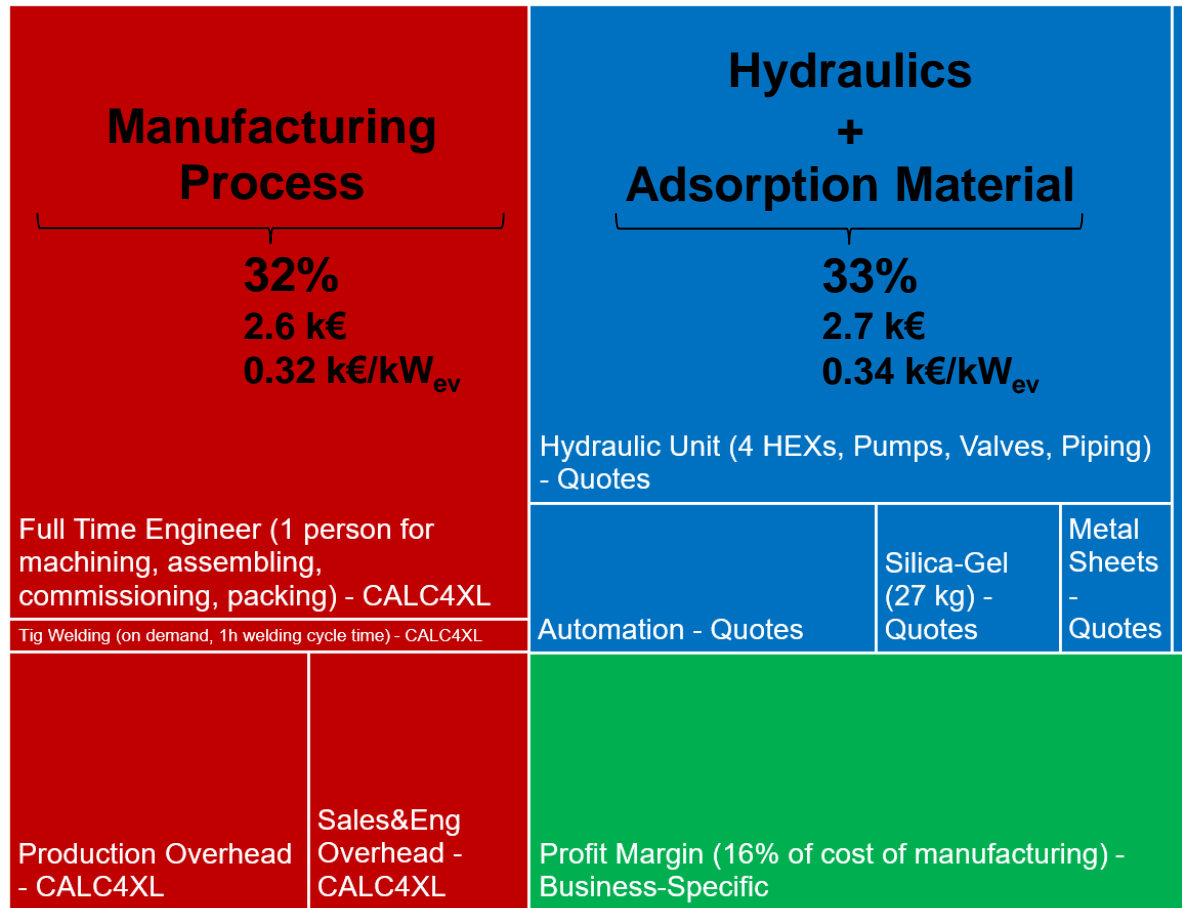 Manufacturing
Process
32%
2.6 k€
0.32 k€/kWev
Full Time Engineer (1 person for
machining, assembling,
commissioning, packing) - CALC4XL
Tig Welding (on demand, 1h welding cycle time) - CALC4XL
Production Overhead
- CALC4XL
Sales&Eng
Overhead -
CALC4XL
Hydraulics
+
Adsorption Material
33%
2.7 k€
0.34 k€/kWev
Hydraulic Unit (4 HEXs, Pumps, Valves, Piping)
- Quotes
Automation - Quotes
Silica-Gel
(27 kg) -
Quotes
Metal
Sheets
-
Quotes
Profit Margin (16% of cost of manufacturing) -
Business-Specific